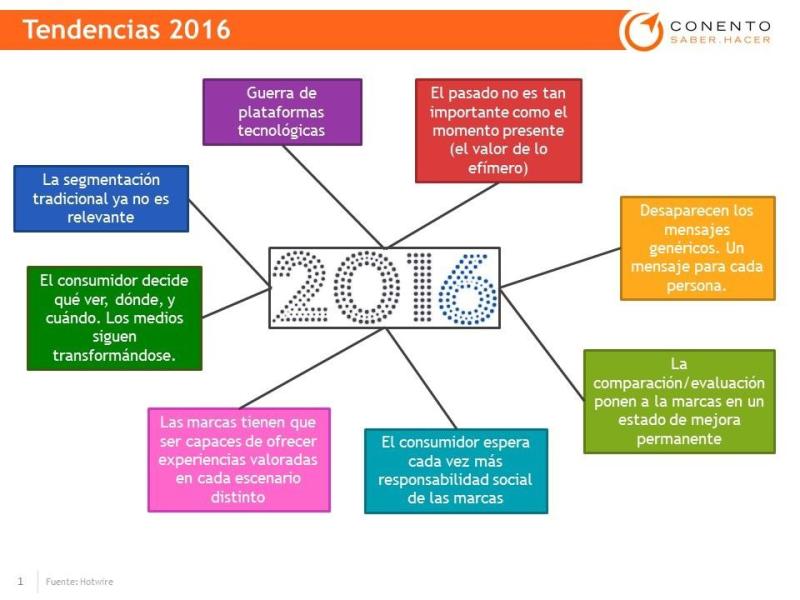 Tendencias 2016
CONENTO
SABER.HACER
Guerra de
plataformas
tecnológicas
El pasado no es tan
importante como el
momento presente
(el valor de lo
efímero)
La segmentación
tradicional ya no es
relevante
Desaparecen los
mensajes
genéricos. Un
mensaje para cada
persona.
2016
El consumidor decide
qué ver, dónde, y
cuándo. Los medios
siguen
transformándose.
La
comparación/evaluación
ponen a la marcas en un
estado de mejora
permanente
Las marcas tienen que
ser capaces de ofrecer
experiencias valoradas
en cada escenario
distinto
El consumidor espera
cada vez más
responsabilidad social
de las marcas
1
Fuente: Hotwire